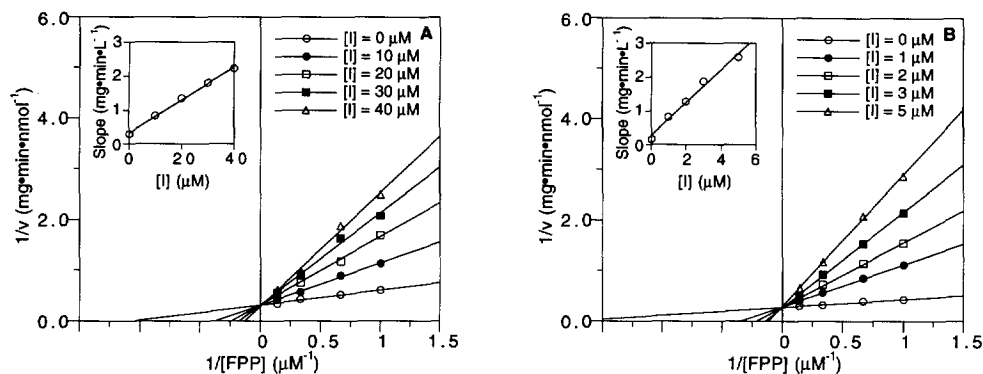 A
6.0
4.0
2.0
0.0
1/v (mg•min•nmol⁻¹)
0
0.5
1.0
1.5
1/[FPP] (μM⁻¹)
[I] = 0 μM
[I] = 10 μM
[I] = 20 μM
[I] = 30 μM
[I] = 40 μM
3
2
1
0
Slope (mg•min•L⁻¹)
0
20
40
[I] (μM)
B
6.0
4.0
2.0
0.0
1/v (mg•min•nmol⁻¹)
0
0.5
1.0
1.5
1/[FPP] (μM⁻¹)
[I] = 0 μM
[I] = 1 μM
[I] = 2 μM
[I] = 3 μM
[I] = 5 μM
3
2
1
0
Slope (mg•min•L⁻¹)
0
2
4
6
[I] (μM)